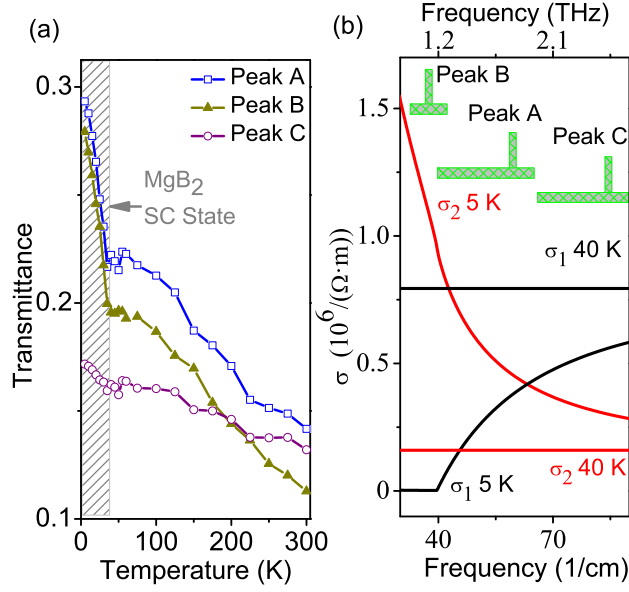 (a)
0.3
0.2
0.1
Transmittance
Peak A
Peak B
Peak C
MgB2
SC State
0 100 200 300
Temperature (K)
(b)
Frequency (THz)
1.2 2.1
Peak B
Peak A
Peak C
σ2 5 K
σ1 40 K
σ2 40 K
σ1 5 K
1.5
1.0
0.5
0
σ (10⁶/(Ω·m)
40 70
Frequency (1/cm)